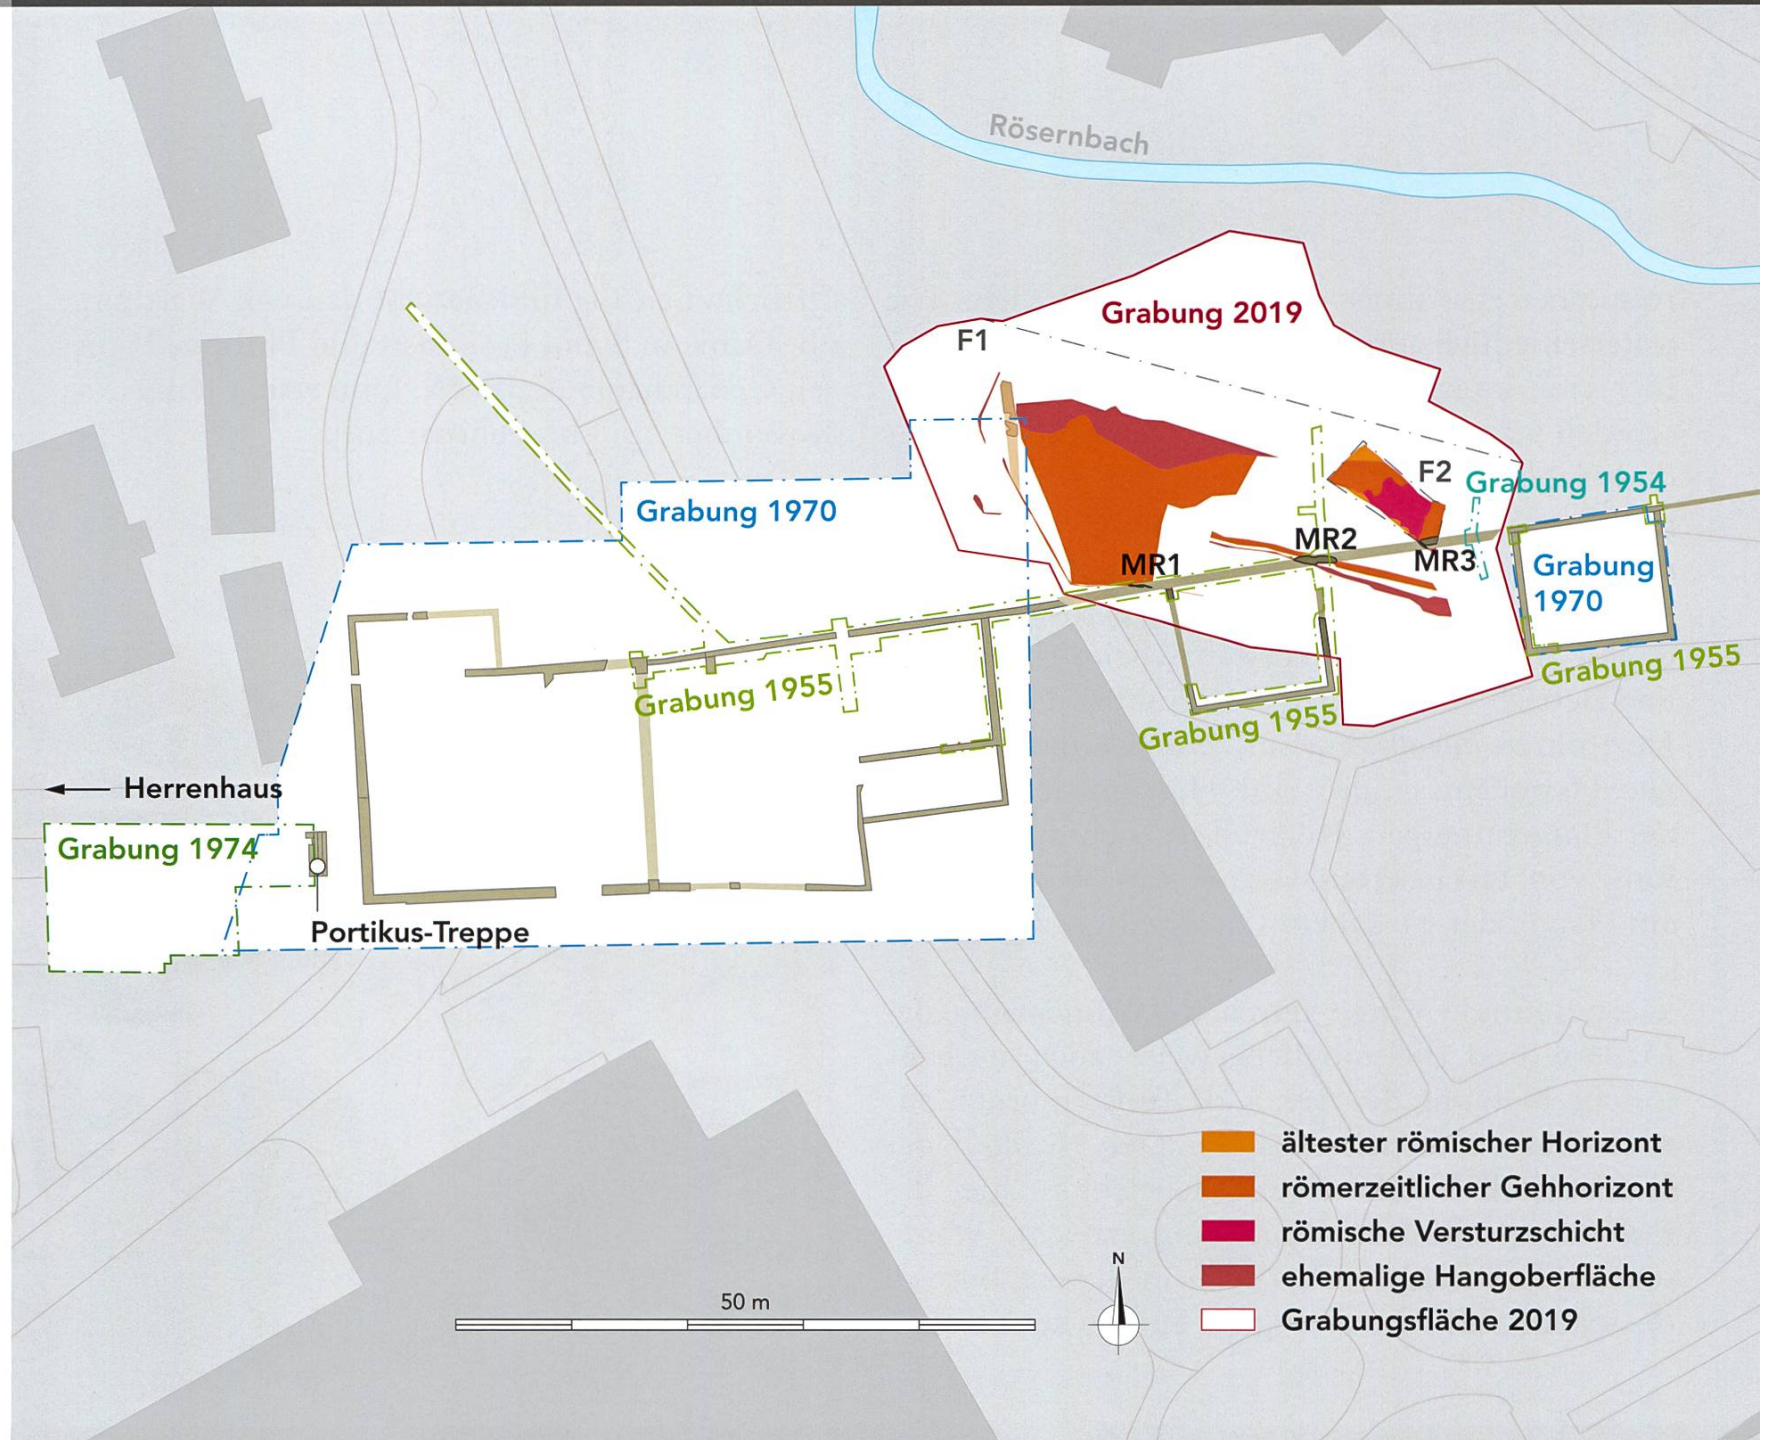 Rösernbach
Grabung 2019
F1
F2
Grabung 1954
Grabung 1970
MR1
MR2
MR3
Grabung
1970
Grabung 1955
Grabung 1955
Grabung 1955
Herrenhaus
Grabung 1974
Portikus-Treppe
ältester römischer Horizont
römerzeitlicher Gehhorizont
römische Versturzschicht
ehemalige Hangoberfläche
Grabungsfläche 2019
50 m
N